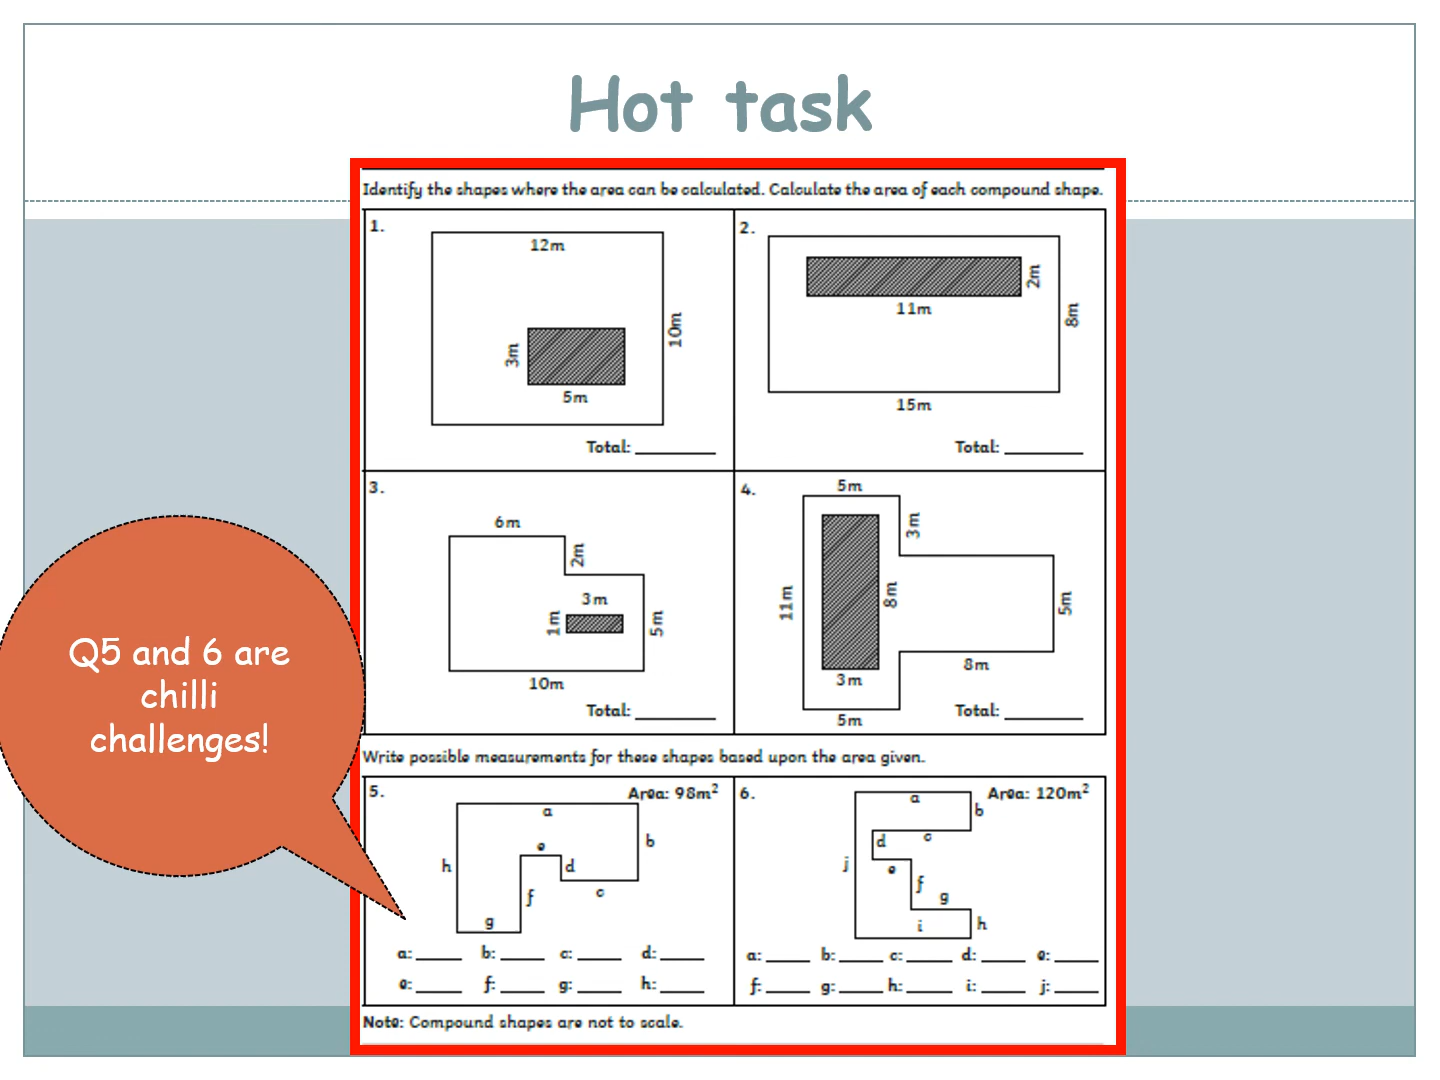 Hot task
Identify the shapes where the area can be calculated. Calculate the area of each compound shape.
1.
12m
10m
3m
5m
Total: ________
2.
2m
11m
8m
15m
Total: ________
3.
6m
2m
3m
1m
5m
10m
Total: ________
4.
5m
3m
11m
8m
5m
8m
3m
5m
Total: ________
Q5 and 6 are
chilli
challenges!
Write possible measurements for these shapes based upon the area given.
5.
Area: 98m²
a
b
e
h
d
c
f
g
a: _____ b: _____ c: _____ d: _____
e: _____ f: _____ g: _____ h: _____
6.
Area: 120m²
a
b
c
d
j
e
f
g
i
h
a: _____ b: _____ c: _____ d: _____ e: _____
f: _____ g: _____ h: _____ i: _____ j: _____
Note: Compound shapes are not to scale.